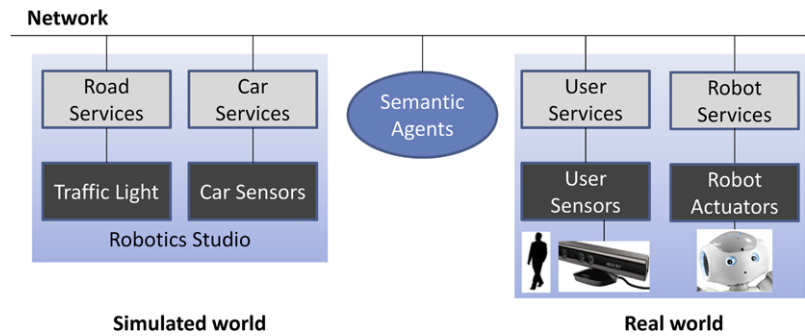 Network
Road
Services
Car
Services
Semantic
Agents
User
Services
Robot
Services
Traffic Light
Car Sensors
User
Sensors
Robot
Actuators
Robotics Studio
Simulated world
Real world